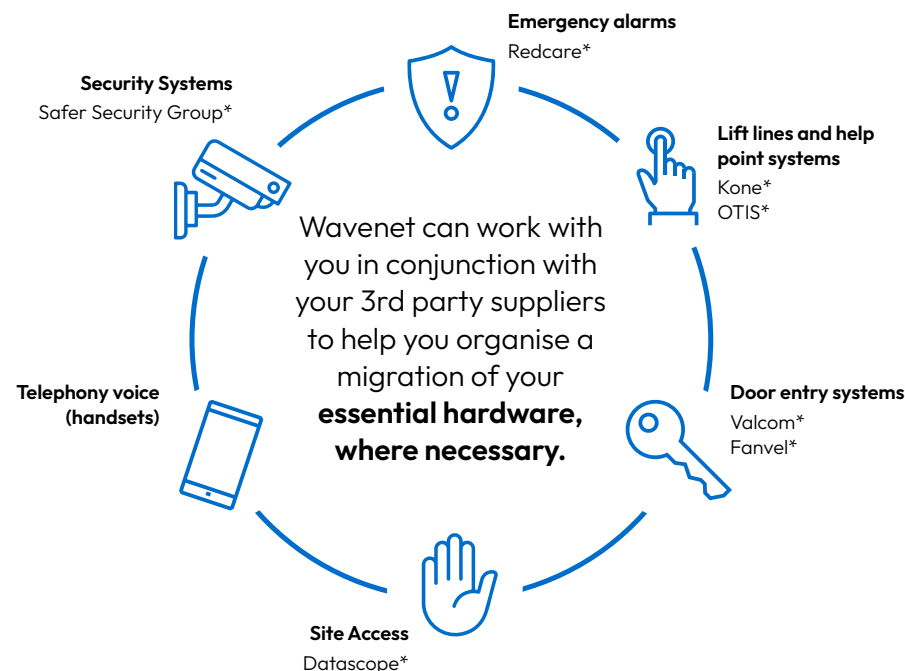 Emergency alarms
Redcare*
Security Systems
Safer Security Group*
Lift lines and help
point systems
Kone*
OTIS*
Wavenet can work with
you in conjunction with
your 3rd party suppliers
to help you organise a
migration of your
essential hardware,
where necessary.
Telephony voice
(handsets)
Door entry systems
Valcom*
Fanvel*
Site Access
Datascope*